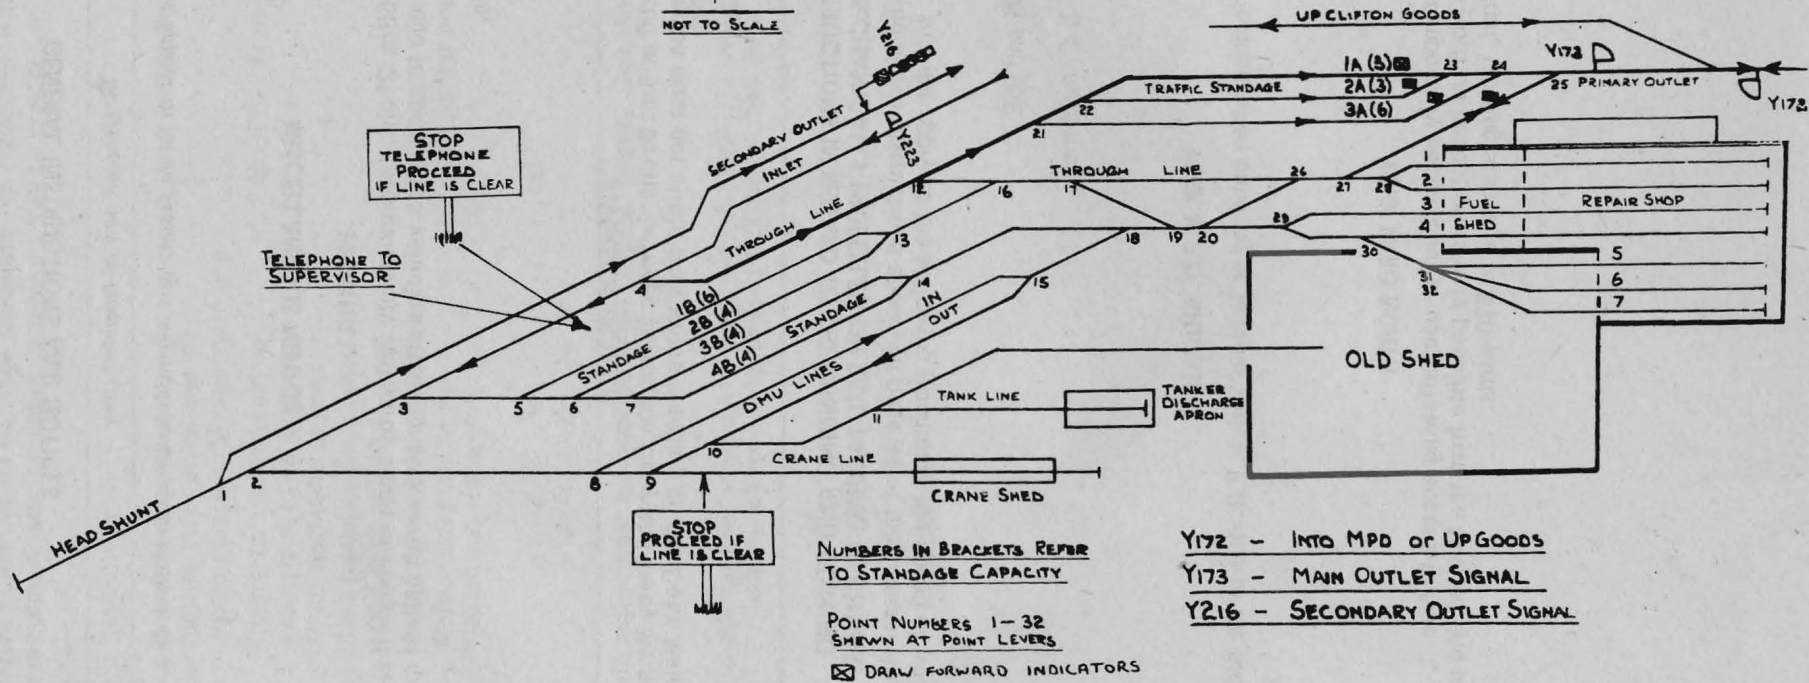 NOT TO SCALE
Y216
UP CLIFTON GOODS
Y173
1A (5)
23
24
2A (3)
25
PRIMARY OUTLET
TRAFFIC STANDAGE
22
3A (6)
Y172
21
SECONDARY OUTLET
INLET
Y223
STOP
TELEPHONE
PROCEED
IF LINE IS CLEAR
12
16
THROUGH LINE
17
26
27
28
1
2
3
FUEL
REPAIR SHOP
4
SHED
THROUGH LINE
13
18
19
20
29
30
TELEPHONE TO
SUPERVISOR
4
14
15
5
31
6
32
7
1B (6)
2B (4)
3B (4)
4B (4)
STANDAGE
STANDAGE
IN
OUT
DMU LINES
OLD SHED
3
5
6
7
11
TANK LINE
TANKER
DISCHARGE
APRON
10
CRANE LINE
1
2
8
9
CRANE SHED
HEAD SHUNT
STOP
PROCEED IF
LINE IS CLEAR
NUMBERS IN BRACKETS REFER
TO STANDAGE CAPACITY
POINT NUMBERS 1-32
SHEWN AT POINT LEVERS
DRAW FORWARD INDICATORS
Y172 - INTO MPD OR UP GOODS
Y173 - MAIN OUTLET SIGNAL
Y216 - SECONDARY OUTLET SIGNAL